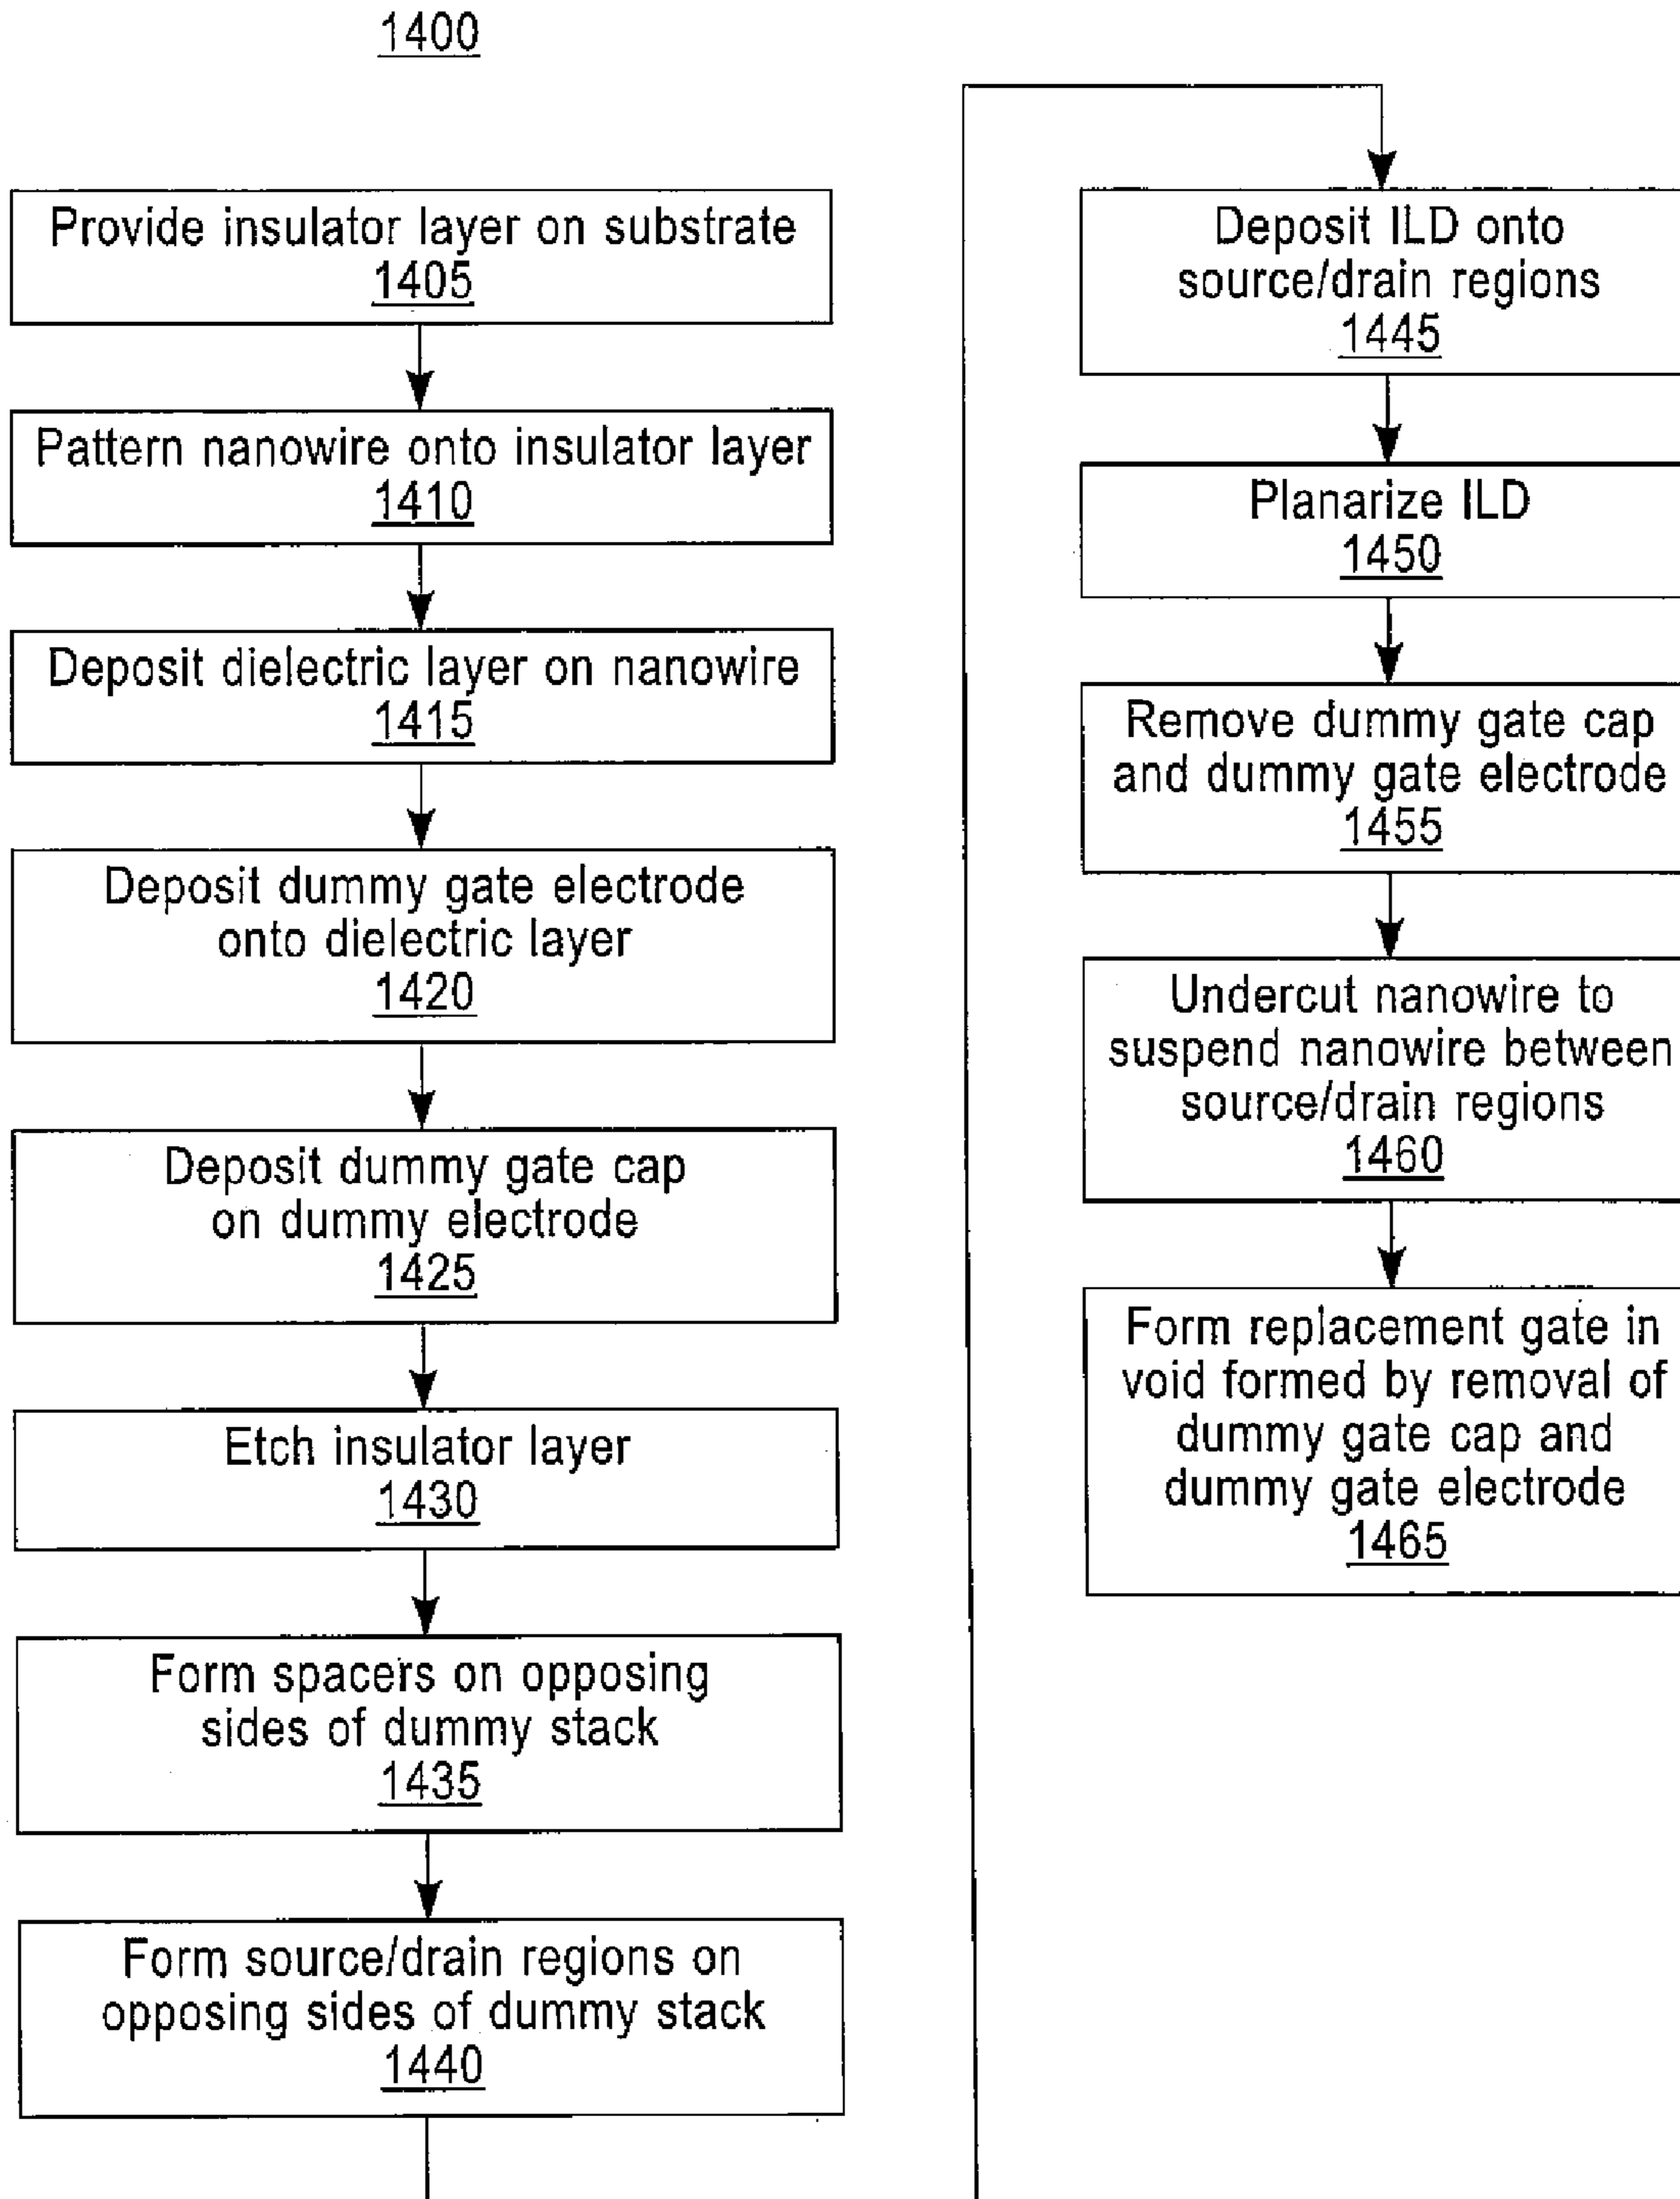 1400
Provide insulator layer on substrate
1405
Pattern nanowire onto insulator layer
1410
Deposit dielectric layer on nanowire
1415
Deposit dummy gate electrode
onto dielectric layer
1420
Deposit dummy gate cap
on dummy electrode
1425
Etch insulator layer
1430
Form spacers on opposing
sides of dummy stack
1435
Form source/drain regions on
opposing sides of dummy stack
1440
Deposit ILD onto
source/drain regions
1445
Planarize ILD
1450
Remove dummy gate cap
and dummy gate electrode
1455
Undercut nanowire to
suspend nanowire between
source/drain regions
1460
Form replacement gate in
void formed by removal of
dummy gate cap and
dummy gate electrode
1465